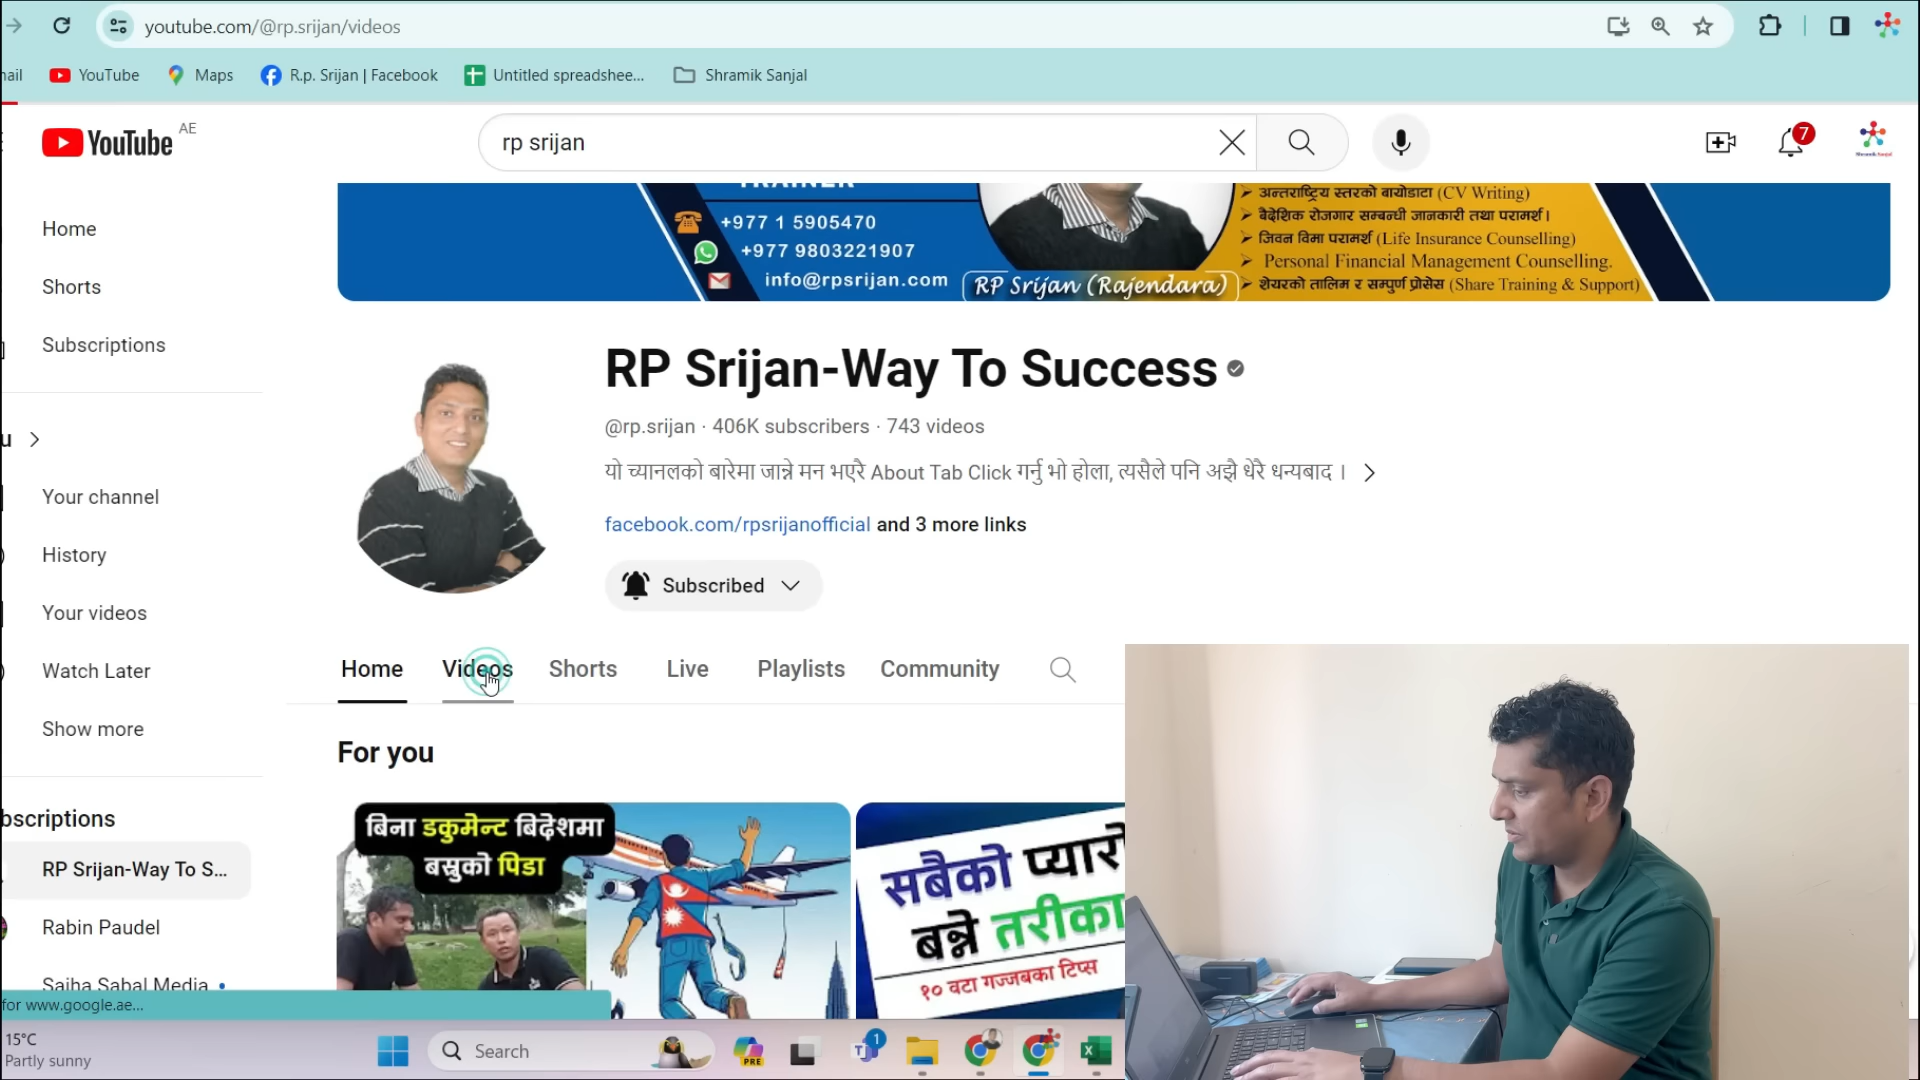 youtube.com/@rp.srijan/videos
YouTube
Maps
R.p. Srijan | Facebook
Untitled spreadshee...
Shramik Sanjal
YouTube AE
rp srijan
7
+977 1 5905470
+977 9803221907
info@rpsrijan.com
RP Srijan (Rajendara)
अन्तराष्ट्रिय स्तरको बायोडाटा (CV Writing)
बैदेशिक रोजगार सम्बन्धी जानकारी तथा परामर्श।
जिवन विमा परामर्श (Life Insurance Counselling)
Personal Financial Management Counselling.
शेयरको तालिम र सम्पुर्ण प्रोसेस (Share Training & Support)
Home
Shorts
Subscriptions
Your channel
History
Your videos
Watch Later
Show more
bscriptions
RP Srijan-Way To S...
Rabin Paudel
Saiha Sabal Media
RP Srijan-Way To Success
@rp.srijan · 406K subscribers · 743 videos
यो च्यानलको बारेमा जान्ने मन भएरै About Tab Click गर्नु भो होला, त्यसैले पनि अझै धेरै धन्यबाद ।
facebook.com/rpsrijanofficial and 3 more links
Subscribed
Home Videos Shorts Live Playlists Community
For you
बिना डकुमेन्ट बिदेशमा
बस्नुको पिडा
सबैको प्यारो
बन्ने तरीका
१० वटा गज्जबका टिप्स
for www.google.ae...
15°C
Partly sunny
Search
PRE
1